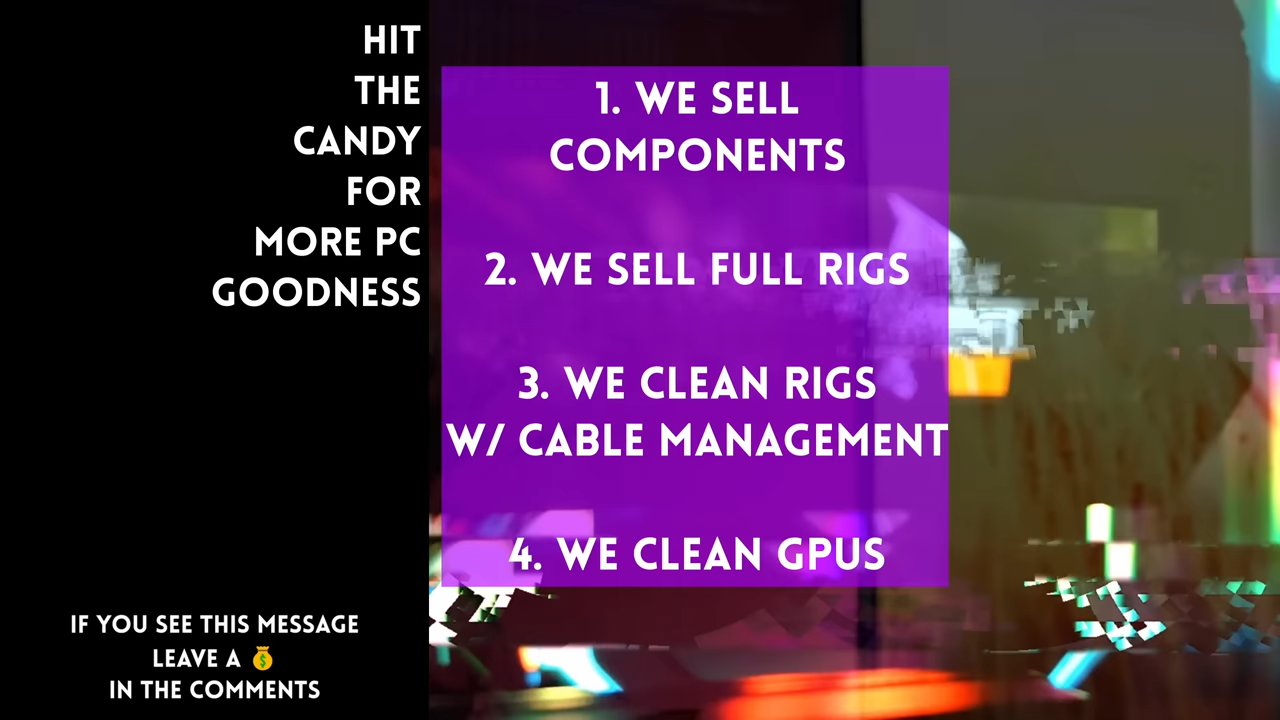 HIT
THE
CANDY
FOR
MORE PC
GOODNESS
1. WE SELL
COMPONENTS
2. WE SELL FULL RIGS
3. WE CLEAN RIGS
W/ CABLE MANAGEMENT
4. WE CLEAN GPUS
IF YOU SEE THIS MESSAGE
LEAVE A 💰
IN THE COMMENTS